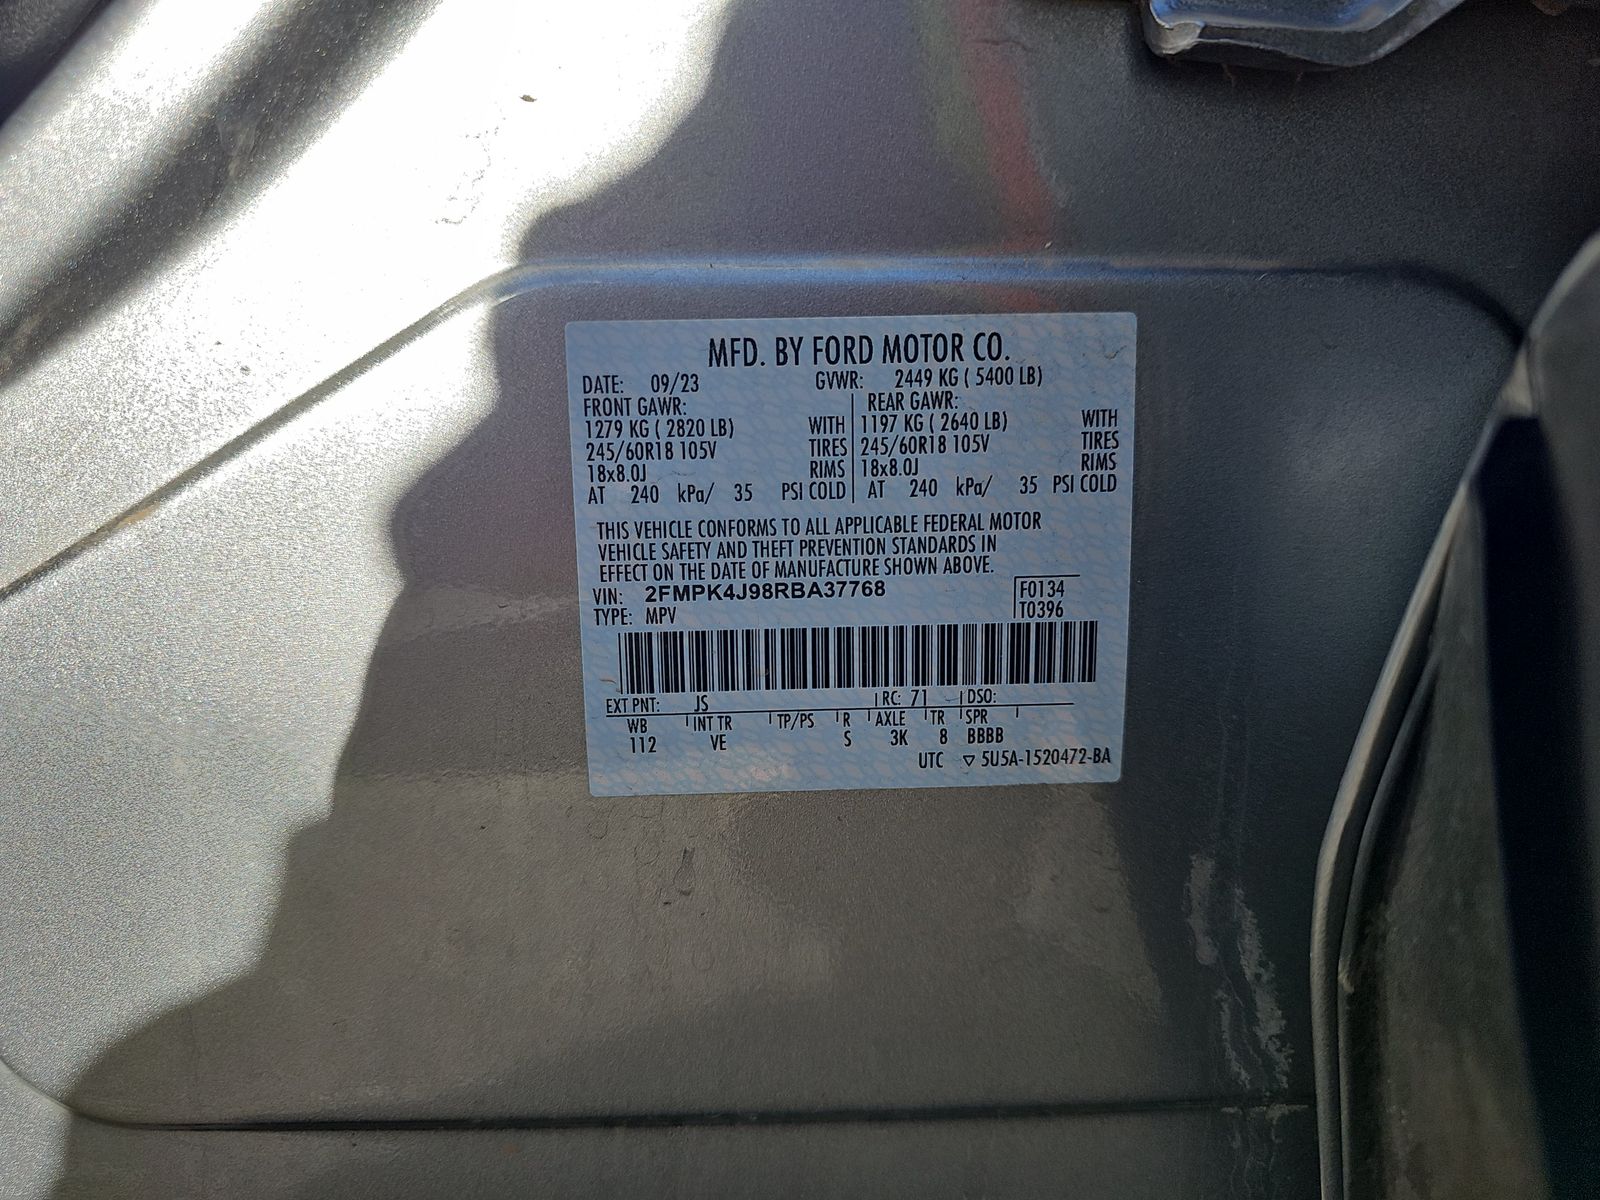 MFD. BY FORD MOTOR CO.
DATE: 09/23 GVWR: 2449 KG ( 5400 LB)
FRONT GAWR: REAR GAWR:
1279 KG ( 2820 LB) WITH 1197 KG ( 2640 LB) WITH
245/60R18 105V TIRES 245/60R18 105V TIRES
18x8.0J RIMS 18x8.0J RIMS
AT 240 kPa/ 35 PSI COLD AT 240 kPa/ 35 PSI COLD
THIS VEHICLE CONFORMS TO ALL APPLICABLE FEDERAL MOTOR
VEHICLE SAFETY AND THEFT PREVENTION STANDARDS IN
EFFECT ON THE DATE OF MANUFACTURE SHOWN ABOVE.
VIN: 2FMPK4J98RBA37768 F0134
TYPE: MPV T0396
EXT PNT: JS RC: 71 DSO:
WB INT TR TP/PS R AXLE TR SPR
112 VE S 3K 8 BBBB
UTC ▽ 5U5A-1520472-BA